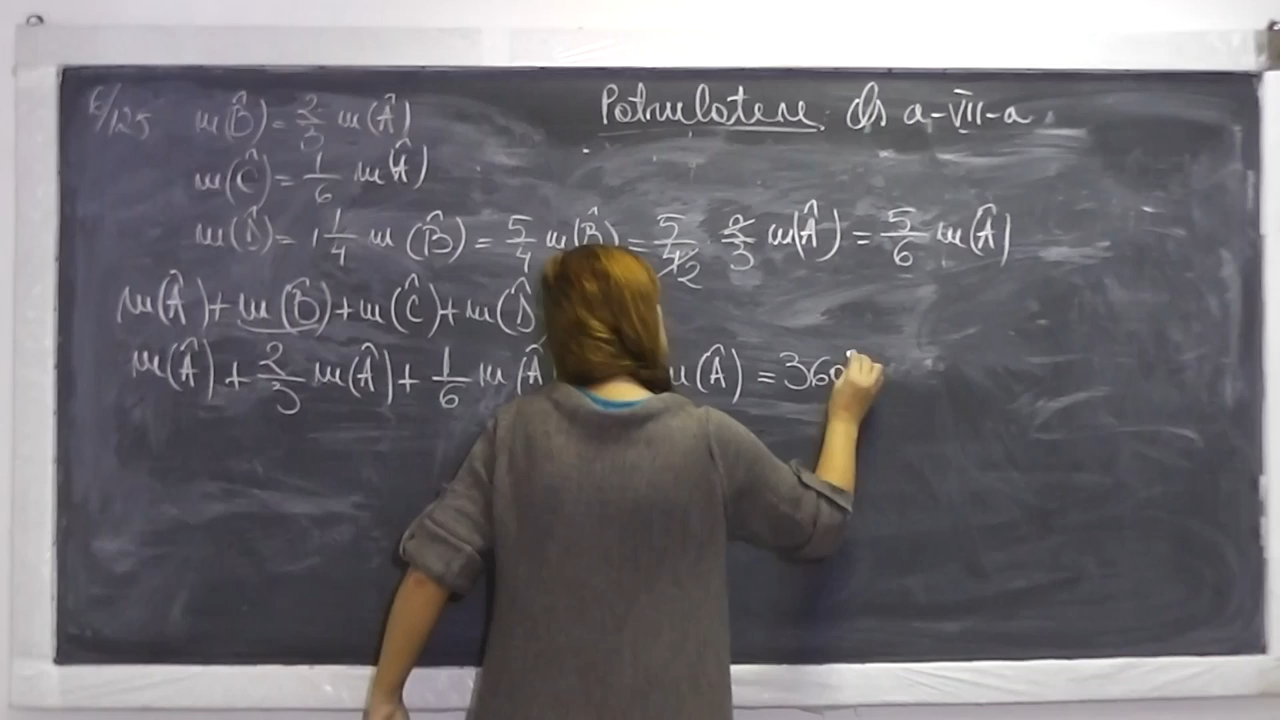 6/125
Patrulatere. Cls a-VII-a
m(B̂)= 2/3 m(Â)
m(Ĉ)= 1/6 m(Â)
m(D̂)= 1 1/4 m(B̂) = 5/4 m(B̂) = 5/4 2 · 2/3 m(Â) = 5/6 m(Â)
m(Â)+m(B̂)+m(Ĉ)+m(D̂
m(Â)+ 2/3 m(Â)+ 1/6 m(Â m(Â) =360